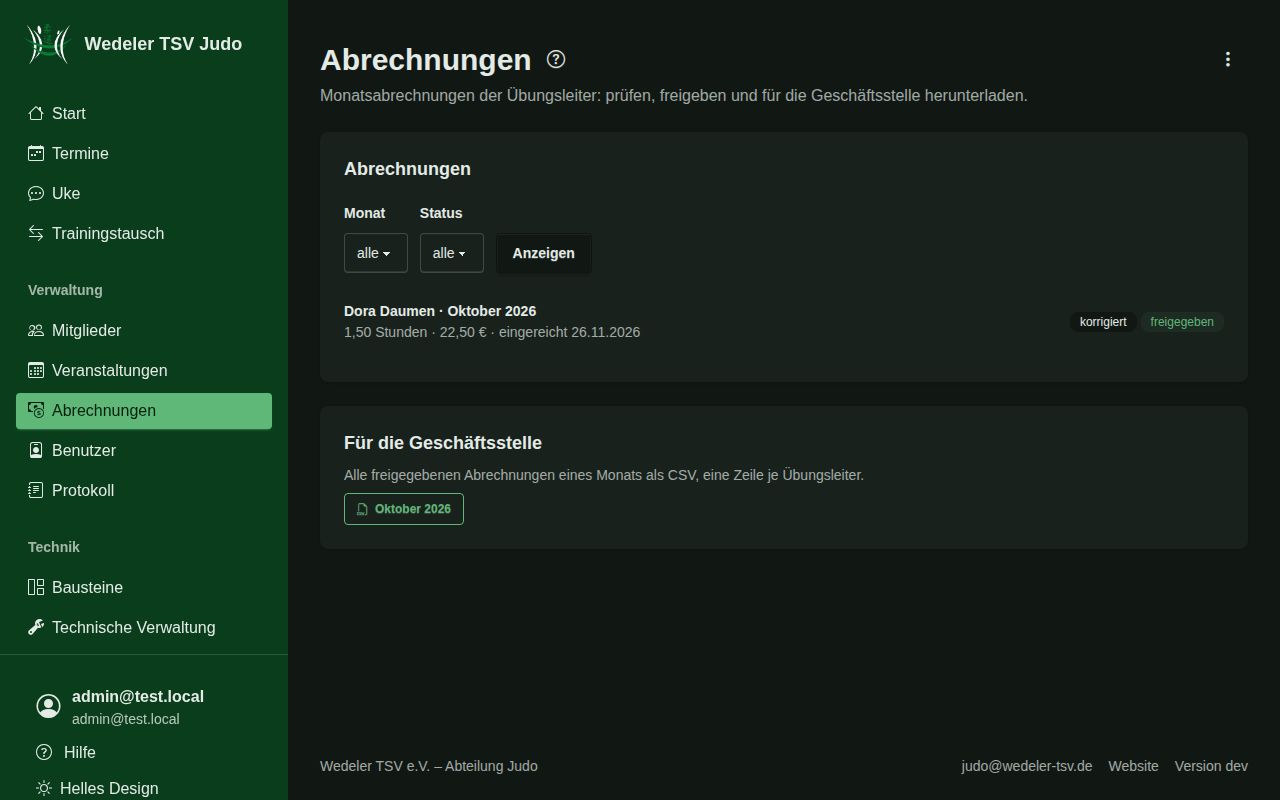 Wedeler TSV Judo
Start
Termine
Uke
Trainingstausch
Verwaltung
Mitglieder
Veranstaltungen
Abrechnungen
Benutzer
Protokoll
Technik
Bausteine
Technische Verwaltung
admin@test.local
admin@test.local
Hilfe
Helles Design
Abrechnungen
Monatsabrechnungen der Übungsleiter: prüfen, freigeben und für die Geschäftsstelle herunterladen.
Abrechnungen
Monat Status
alle alle Anzeigen
Dora Daumen · Oktober 2026
1,50 Stunden · 22,50 € · eingereicht 26.11.2026
korrigiert freigegeben
Für die Geschäftsstelle
Alle freigegebenen Abrechnungen eines Monats als CSV, eine Zeile je Übungsleiter.
Oktober 2026
Wedeler TSV e.V. – Abteilung Judo
judo@wedeler-tsv.de Website Version dev